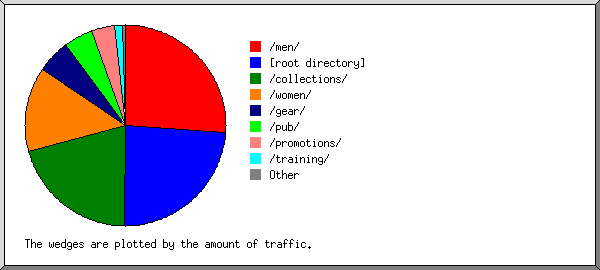 /men/
[root directory]
/collections/
/women/
/gear/
/pub/
/promotions/
/training/
Other
The wedges are plotted by the amount of traffic.